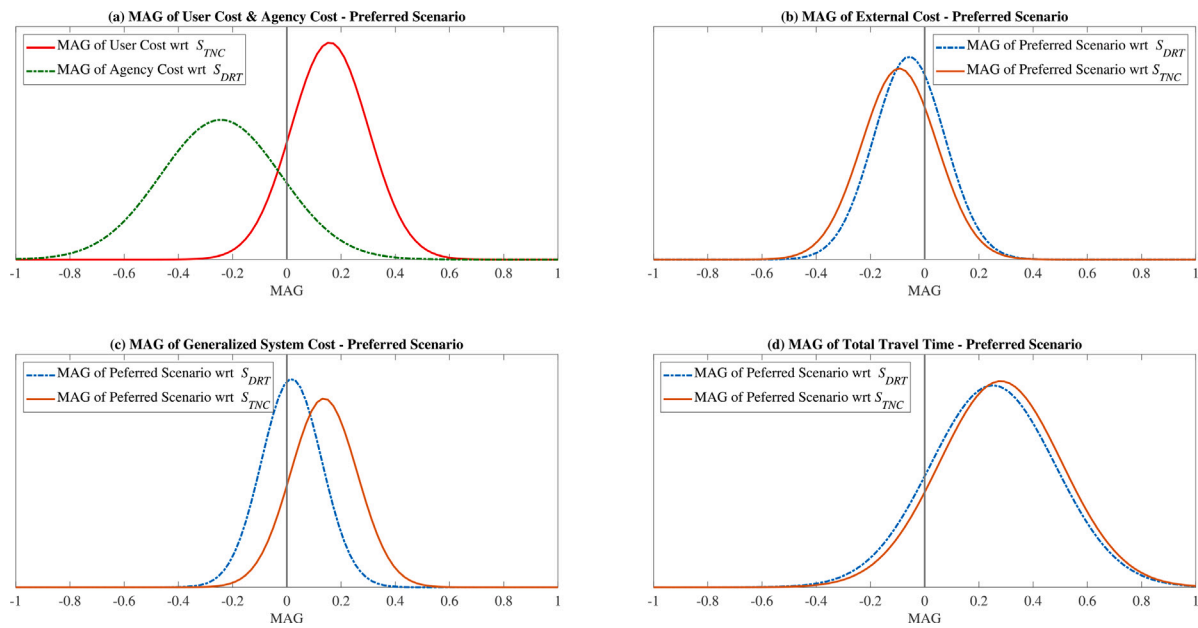 (a) MAG of User Cost & Agency Cost - Preferred Scenario
MAG of User Cost wrt S_TNC
MAG of Agency Cost wrt S_DRT
-1 -0.8 -0.6 -0.4 -0.2 0 0.2 0.4 0.6 0.8 1
MAG
(b) MAG of External Cost - Preferred Scenario
MAG of Preferred Scenario wrt S_DRT
MAG of Preferred Scenario wrt S_TNC
-1 -0.8 -0.6 -0.4 -0.2 0 0.2 0.4 0.6 0.8 1
MAG
(c) MAG of Generalized System Cost - Preferred Scenario
MAG of Peferred Scenario wrt S_DRT
MAG of Peferred Scenario wrt S_TNC
-1 -0.8 -0.6 -0.4 -0.2 0 0.2 0.4 0.6 0.8 1
MAG
(d) MAG of Total Travel Time - Preferred Scenario
MAG of Peferred Scenario wrt S_DRT
MAG of Peferred Scenario wrt S_TNC
-1 -0.8 -0.6 -0.4 -0.2 0 0.2 0.4 0.6 0.8 1
MAG